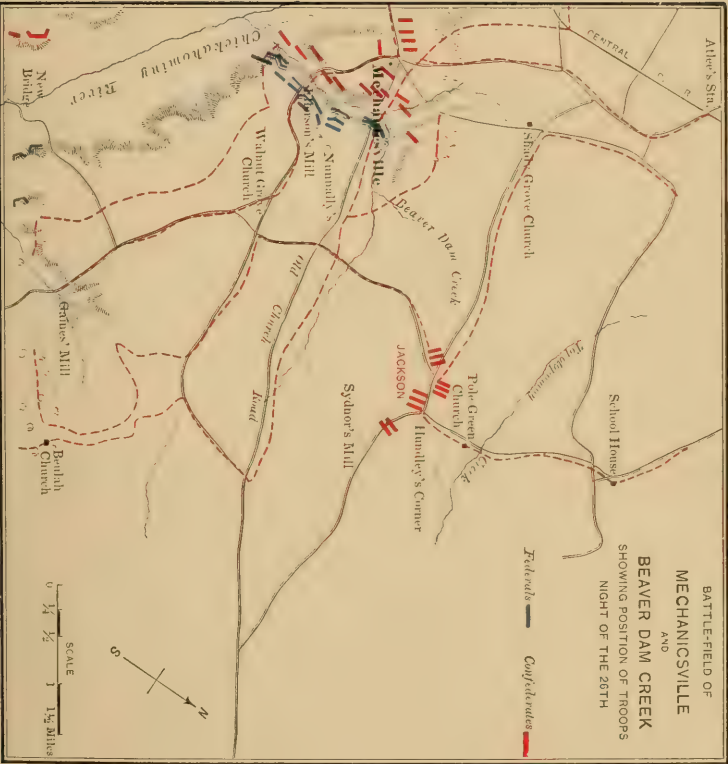 BATTLE-FIELD OF
MECHANICSVILLE
AND
BEAVER DAM CREEK
SHOWING POSITION OF TROOPS
NIGHT OF THE 26TH
Federals
Confederates
Atlee's Sta.
CENTRAL
R
Shady Grove Church
School House
Totopotomoy
Creek
Pole Green
Church
Hundley's Corner
JACKSON
Sydnor's Mill
Beaver Dam Creek
Mechanicsville
Nunnally's
Mill
Walnut Grove
Church
Old Church Road
Chickahominy
River
New
Bridge
Gaines' Mill
Beulah
Church
S
N
SCALE
0 ¼ ½ 1 1½ Miles